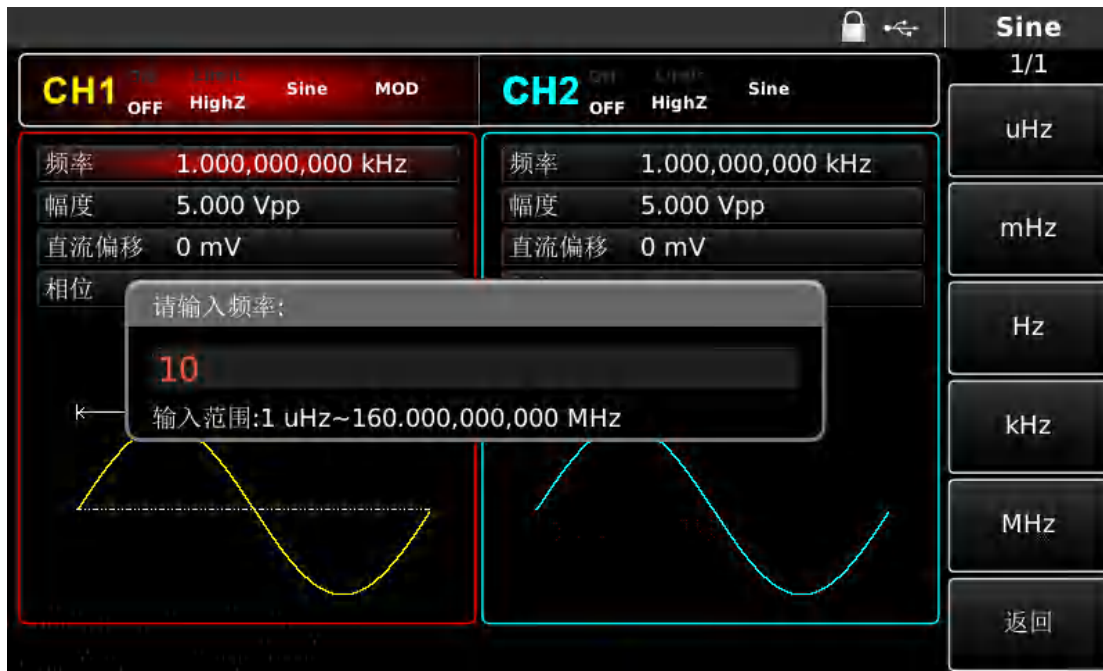 Sine
1/1
CH1 OFF HighZ Sine MOD
CH2 OFF HighZ Sine
uHz
频率 1.000,000,000 kHz
频率 1.000,000,000 kHz
幅度 5.000 Vpp
幅度 5.000 Vpp
mHz
直流偏移 0 mV
直流偏移 0 mV
相位
请输入频率:
Hz
10
输入范围:1 uHz~160.000,000,000 MHz
kHz
MHz
返回